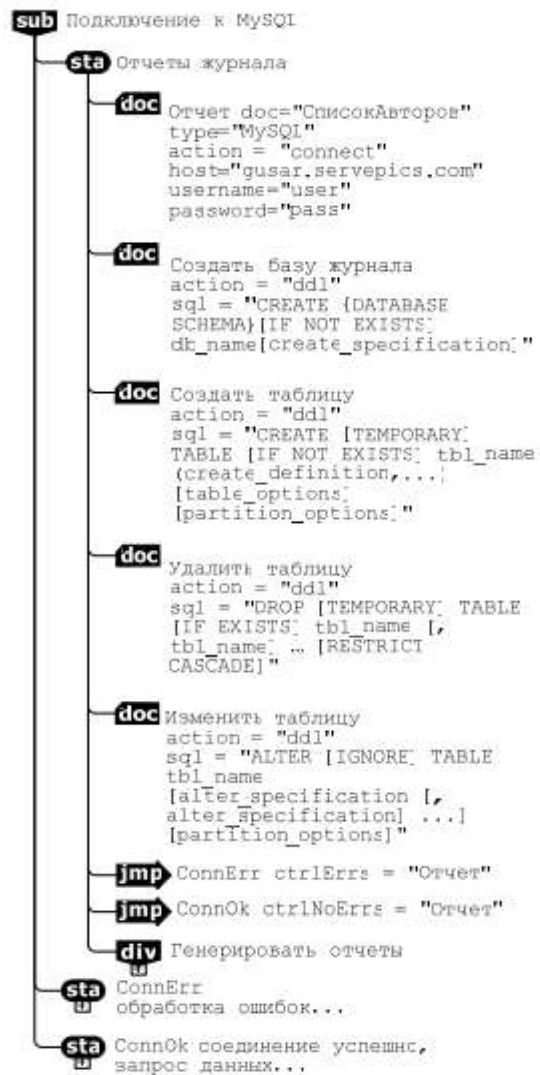 sub Подключение к MySQL
sta Отчеты журнала
doc Отчет doc="СписокАвторов"
type="MySQL"
action = "connect"
host="gusar.servepics.com"
username="user"
password="pass"
doc Создать базу журнала
action = "ddl"
sql = "CREATE {DATABASE
SCHEMA}[IF NOT EXISTS]
db_name[create_specification]"
doc Создать таблицу
action = "ddl"
sql = "CREATE [TEMPORARY]
TABLE [IF NOT EXISTS] tbl_name
(create_definition,...)
[table_options]
[partition_options]"
doc Удалить таблицу
action = "ddl"
sql = "DROP [TEMPORARY] TABLE
[IF EXISTS] tbl_name [,
tbl_name] … [RESTRICT
CASCADE]"
doc Изменить таблицу
action = "ddl"
sql = "ALTER [IGNORE] TABLE
tbl_name
[alter_specification [,
alter_specification] ...]
[partition_options]"
jmp ConnErr ctrlErrs = "Отчет"
jmp ConnOk ctrlNoErrs = "Отчет"
div Генерировать отчеты
sta ConnErr
обработка ошибок...
sta ConnOk соединение успешно,
запрос данных...